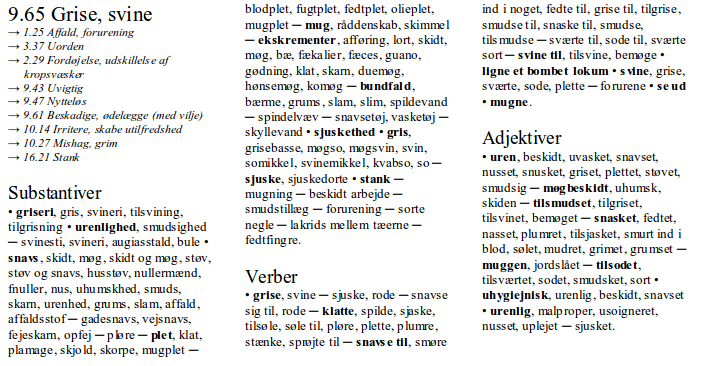 9.65 Grise, svine
→ 1.25 Affald, forurening
→ 3.37 Uorden
→ 2.29 Fordøjelse, udskillelse af
kropsvæsker
→ 9.43 Uvigtig
→ 9.47 Nytteløs
→ 9.61 Beskadige, ødelægge (med vilje)
→ 10.14 Irritere, skabe utilfredshed
→ 10.27 Mishag, grim
→ 16.21 Stank
Substantiver
• griseri, gris, svineri, tilsvining,
tilgrisning • urenlighed, smudsighed
— svinesti, svineri, augiasstald, bule •
snavs, skidt, møg, skidt og møg, støv,
støv og snavs, husstøv, nullermænd,
fnuller, nus, uhumskhed, smuds,
skarn, urenhed, grums, slam, affald,
affaldsstof — gadesnavs, vejsnavs,
fejeskarn, opfej — pløre — plet, klat,
plamage, skjold, skorpe, mugplet —
blodplet, fugtplet, fedtplet, olieplet,
mugplet — mug, råddenskab, skimmel
— ekskrementer, afføring, lort, skidt,
møg, bæ, fækalier, fæces, guano,
gødning, klat, skarn, duemøg,
hønsemøg, komøg — bundfald,
bærme, grums, slam, slim, spildevand
— spindelvæv — snavsetøj, vasketøj —
skyllevand • sjuskethed • gris,
grisebasse, møgso, møgsvin, svin,
somikkel, svinemikkel, kvabso, so —
sjuske, sjuskedorte • stank —
mugning — beskidt arbejde —
smudstillæg — forurening — sorte
negle — lakrids mellem tæerne —
fedtfingre.
Verber
• grise, svine — sjuske, rode — snavse
sig til, rode — klatte, spilde, sjaske,
tilsøle, søle til, pløre, plette, plumre,
stænke, sprøjte til — snavse til, smøre
ind i noget, fedte til, grise til, tilgrise,
smudse til, snaske til, smudse,
tilsmudse — sværte til, sode til, sværte
sort — svine til, tilsvine, bemøge •
ligne et bombet lokum • svine, grise,
sværte, sode, plette — forurene • se ud
• mugne.
Adjektiver
• uren, beskidt, uvasket, snavset,
nusset, snusket, griset, plettet, støvet,
smudsig — møgbeskidt, uhumsk,
skiden — tilsmudset, tilgriset,
tilsvinet, bemøget — snasket, fedtet,
nasset, plumret, tilsjasket, smurt ind i
blod, sølet, mudret, grimet, grumset —
muggen, jordslået — tilsodet,
tilsværtet, sodet, smudsket, sort •
uhygiejnisk, urenlig, beskidt, snavset
• urenlig, malproper, usoigneret,
nusset, uplejet — sjusket.